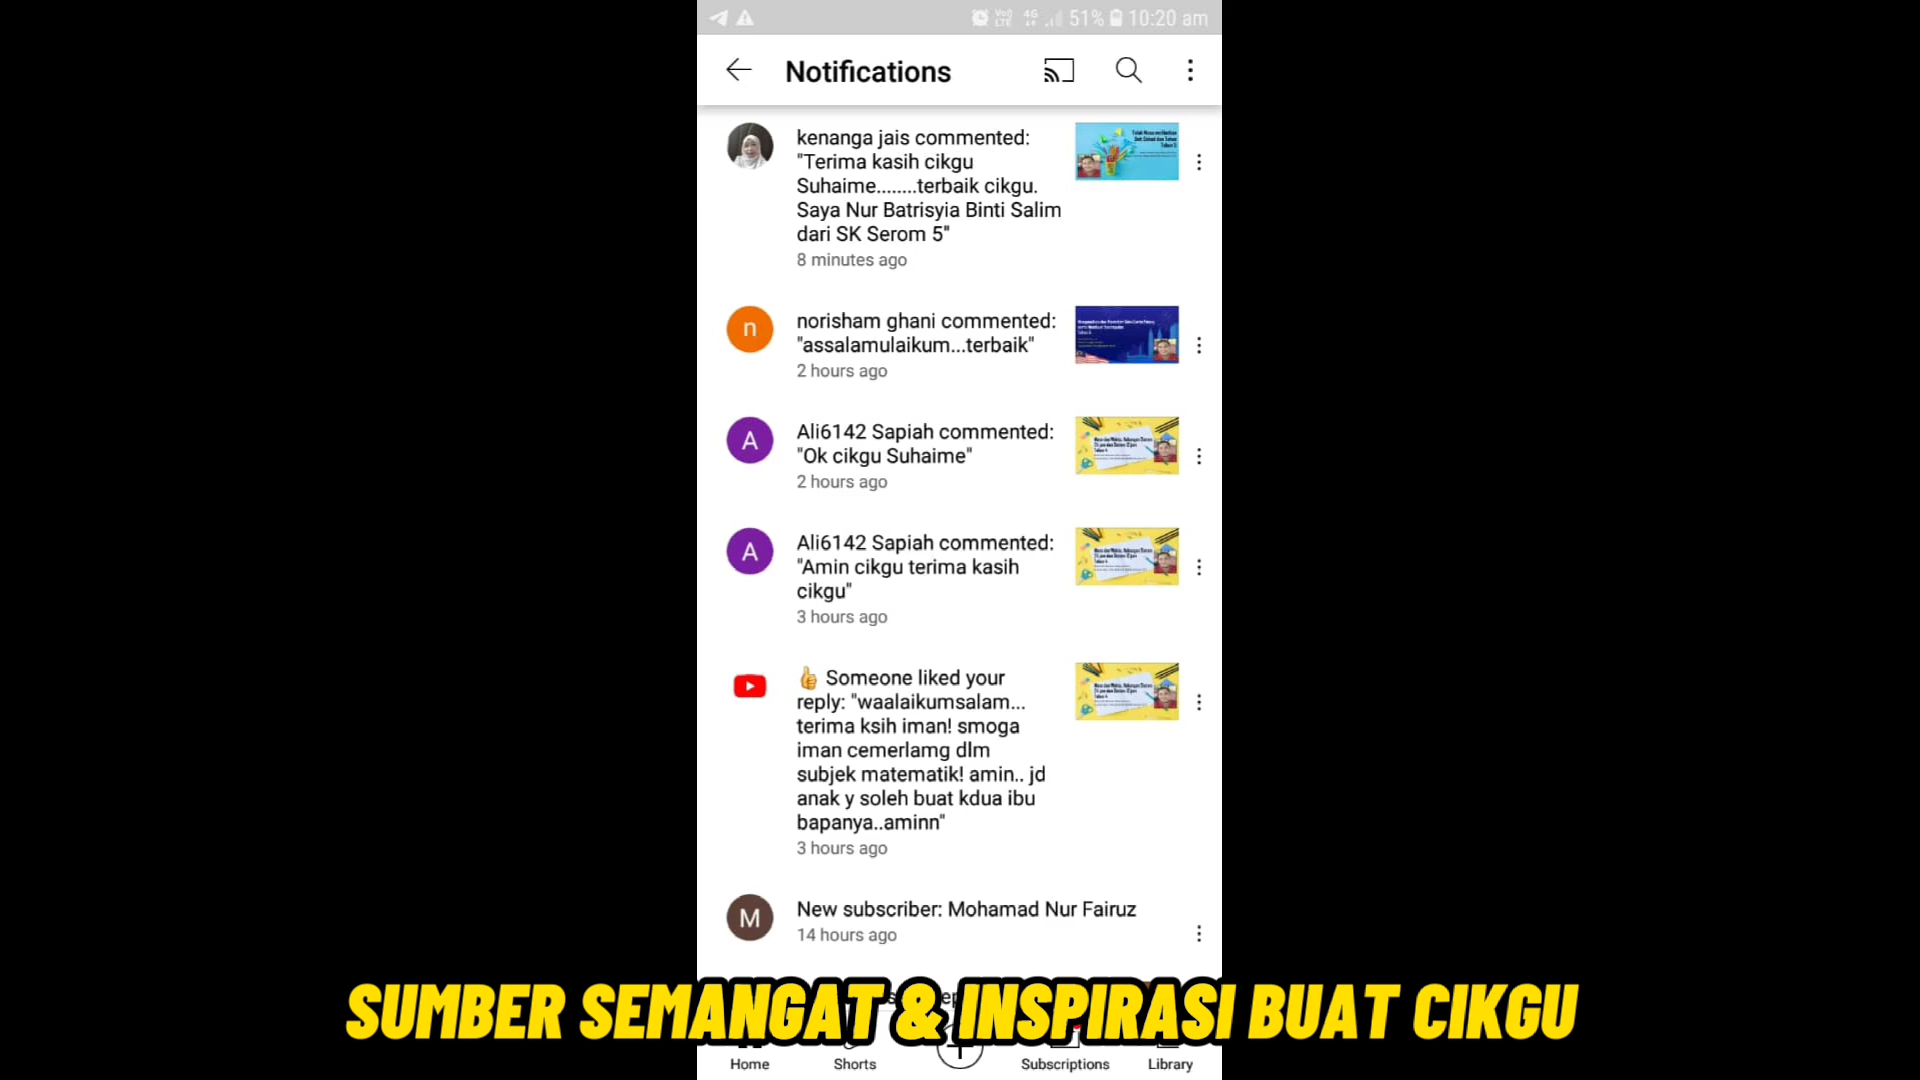 51% 10:20 am
Notifications
kenanga jais commented:
"Terima kasih cikgu
Suhaime........terbaik cikgu.
Saya Nur Batrisyia Binti Salim
dari SK Serom 5"
8 minutes ago
n
norisham ghani commented:
"assalamulaikum...terbaik"
2 hours ago
A
Ali6142 Sapiah commented:
"Ok cikgu Suhaime"
2 hours ago
A
Ali6142 Sapiah commented:
"Amin cikgu terima kasih
cikgu"
3 hours ago
👍 Someone liked your
reply: "waalaikumsalam...
terima ksih iman! smoga
iman cemerlamg dlm
subjek matematik! amin.. jd
anak y soleh buat kdua ibu
bapanya..aminn"
3 hours ago
M
New subscriber: Mohamad Nur Fairuz
14 hours ago
SUMBER SEMANGAT & INSPIRASI BUAT CIKGU
Home Shorts Subscriptions Library